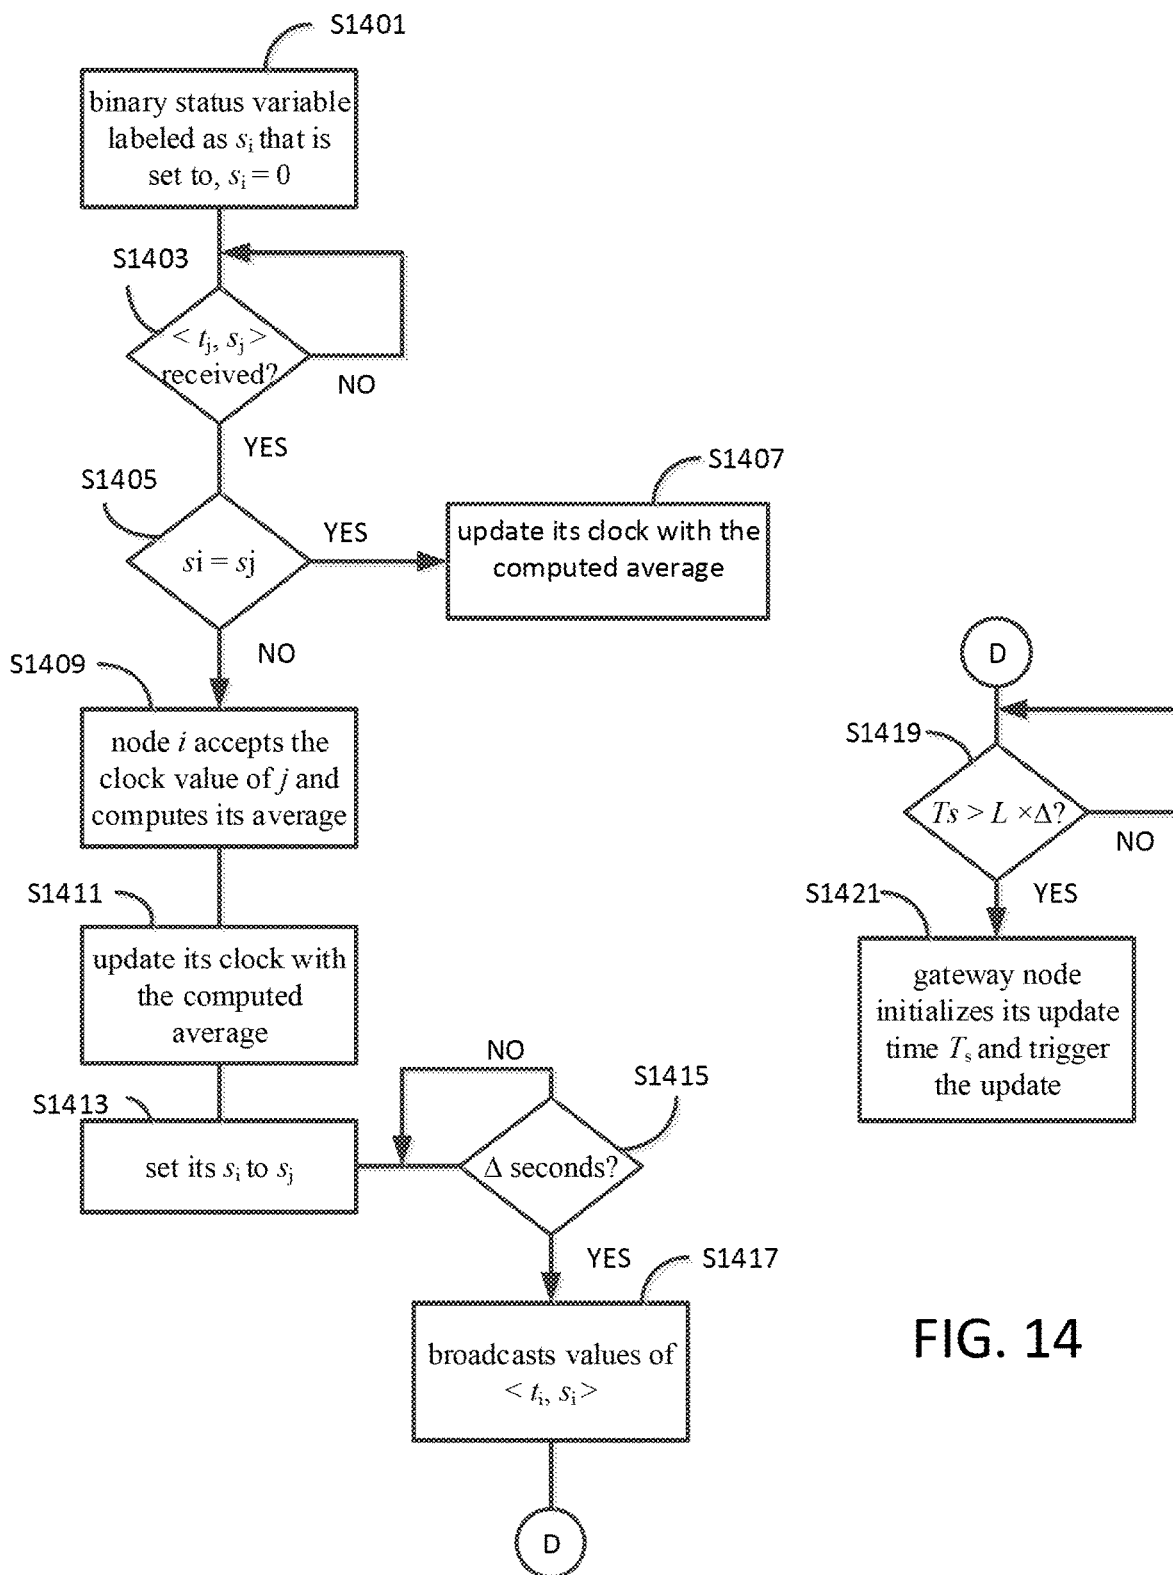 S1401
binary status variable
labeled as si that is
set to, si = 0
S1403
< tj, sj >
received?
NO
YES
S1405
si = sj
YES
S1407
update its clock with the
computed average
NO
S1409
node i accepts the
clock value of j and
computes its average
S1411
update its clock with
the computed
average
S1413
set its si to sj
NO
S1415
Δ seconds?
YES
S1417
broadcasts values of
< ti, si >
D
D
S1419
Ts > L ×Δ?
NO
YES
S1421
gateway node
initializes its update
time Ts and trigger
the update
FIG. 14